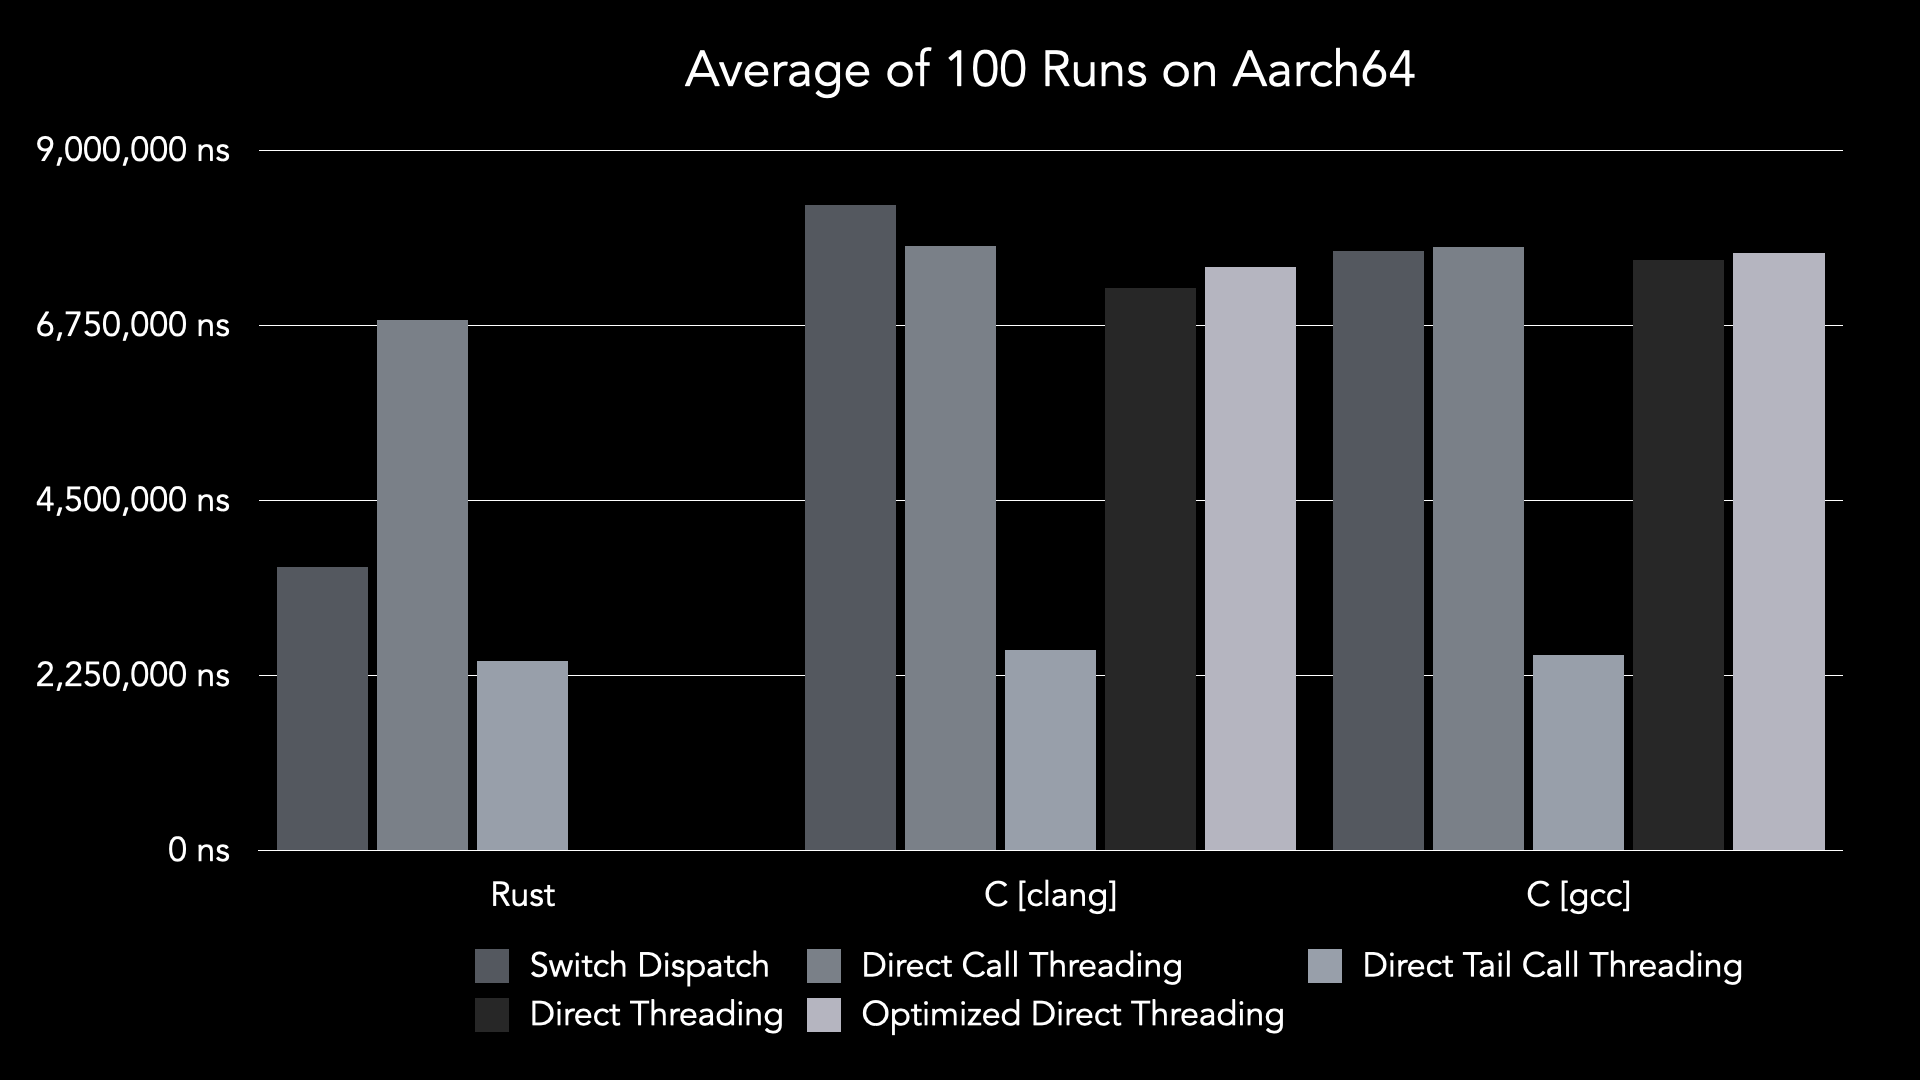 Average of 100 Runs on Aarch64
9,000,000 ns
6,750,000 ns
4,500,000 ns
2,250,000 ns
0 ns
Rust
C [clang]
C [gcc]
Switch Dispatch
Direct Call Threading
Direct Tail Call Threading
Direct Threading
Optimized Direct Threading